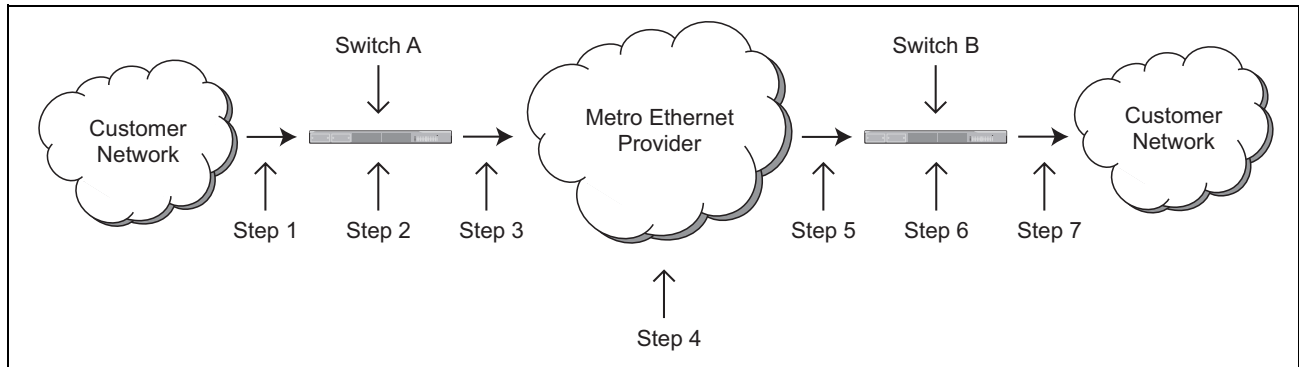 Switch A
Switch B
Customer
Network
Metro Ethernet
Provider
Customer
Network
Step 1
Step 2
Step 3
Step 5
Step 6
Step 7
Step 4